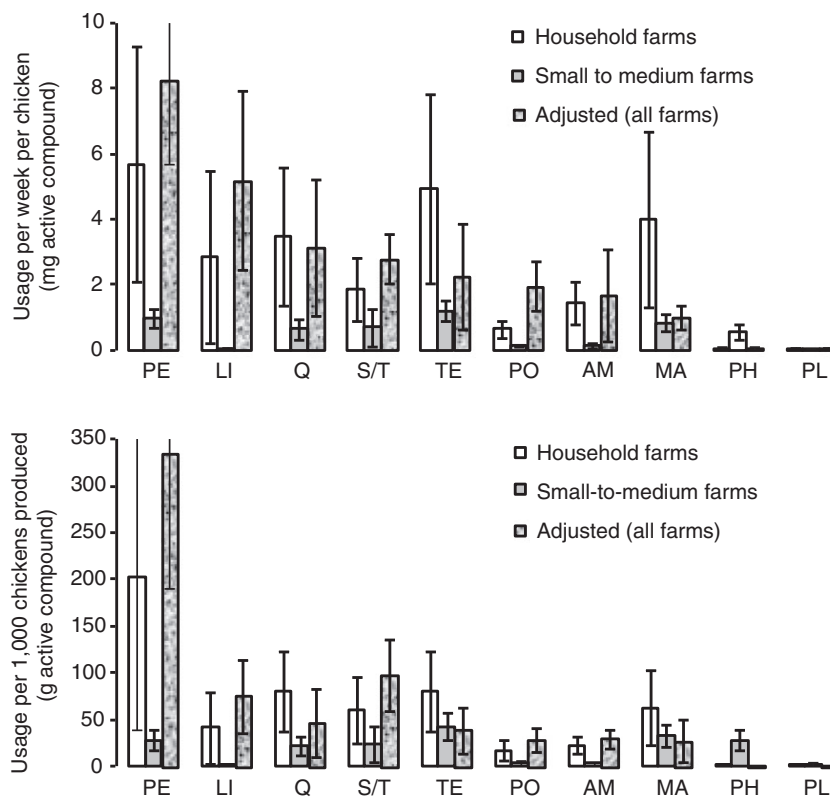 Usage per week per chicken
(mg active compound)
10
8
6
4
2
0
Household farms
Small to medium farms
Adjusted (all farms)
PE LI Q S/T TE PO AM MA PH PL
Usage per 1,000 chickens produced
(g active compound)
350
300
250
200
150
100
50
0
Household farms
Small-to-medium farms
Adjusted (all farms)
PE LI Q S/T TE PO AM MA PH PL